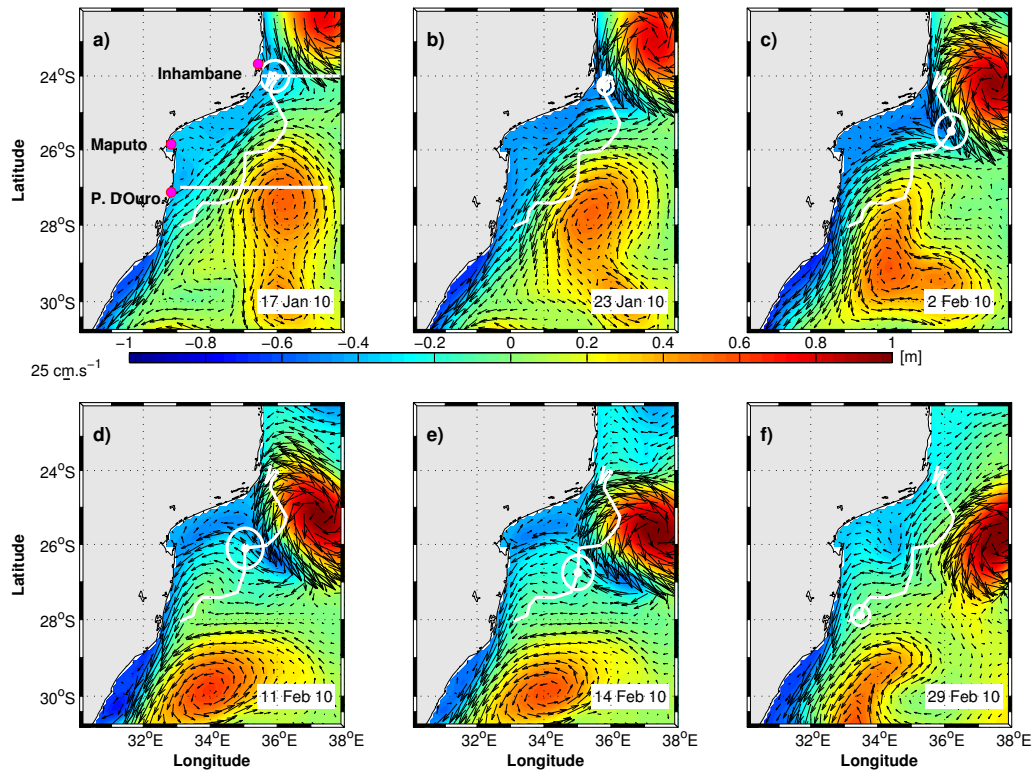 a)
b)
c)
24°S
26°S
28°S
30°S
Latitude
Inhambane
Maputo
P. DOuro
17 Jan 10
23 Jan 10
2 Feb 10
−1
−0.8
−0.6
−0.4
−0.2
0
0.2
0.4
0.6
0.8
1
[m]
25 cm.s−1
d)
e)
f)
24°S
26°S
28°S
30°S
Latitude
11 Feb 10
14 Feb 10
29 Feb 10
32°E
34°E
36°E
38°E
32°E
34°E
36°E
38°E
32°E
34°E
36°E
38°E
Longitude
Longitude
Longitude